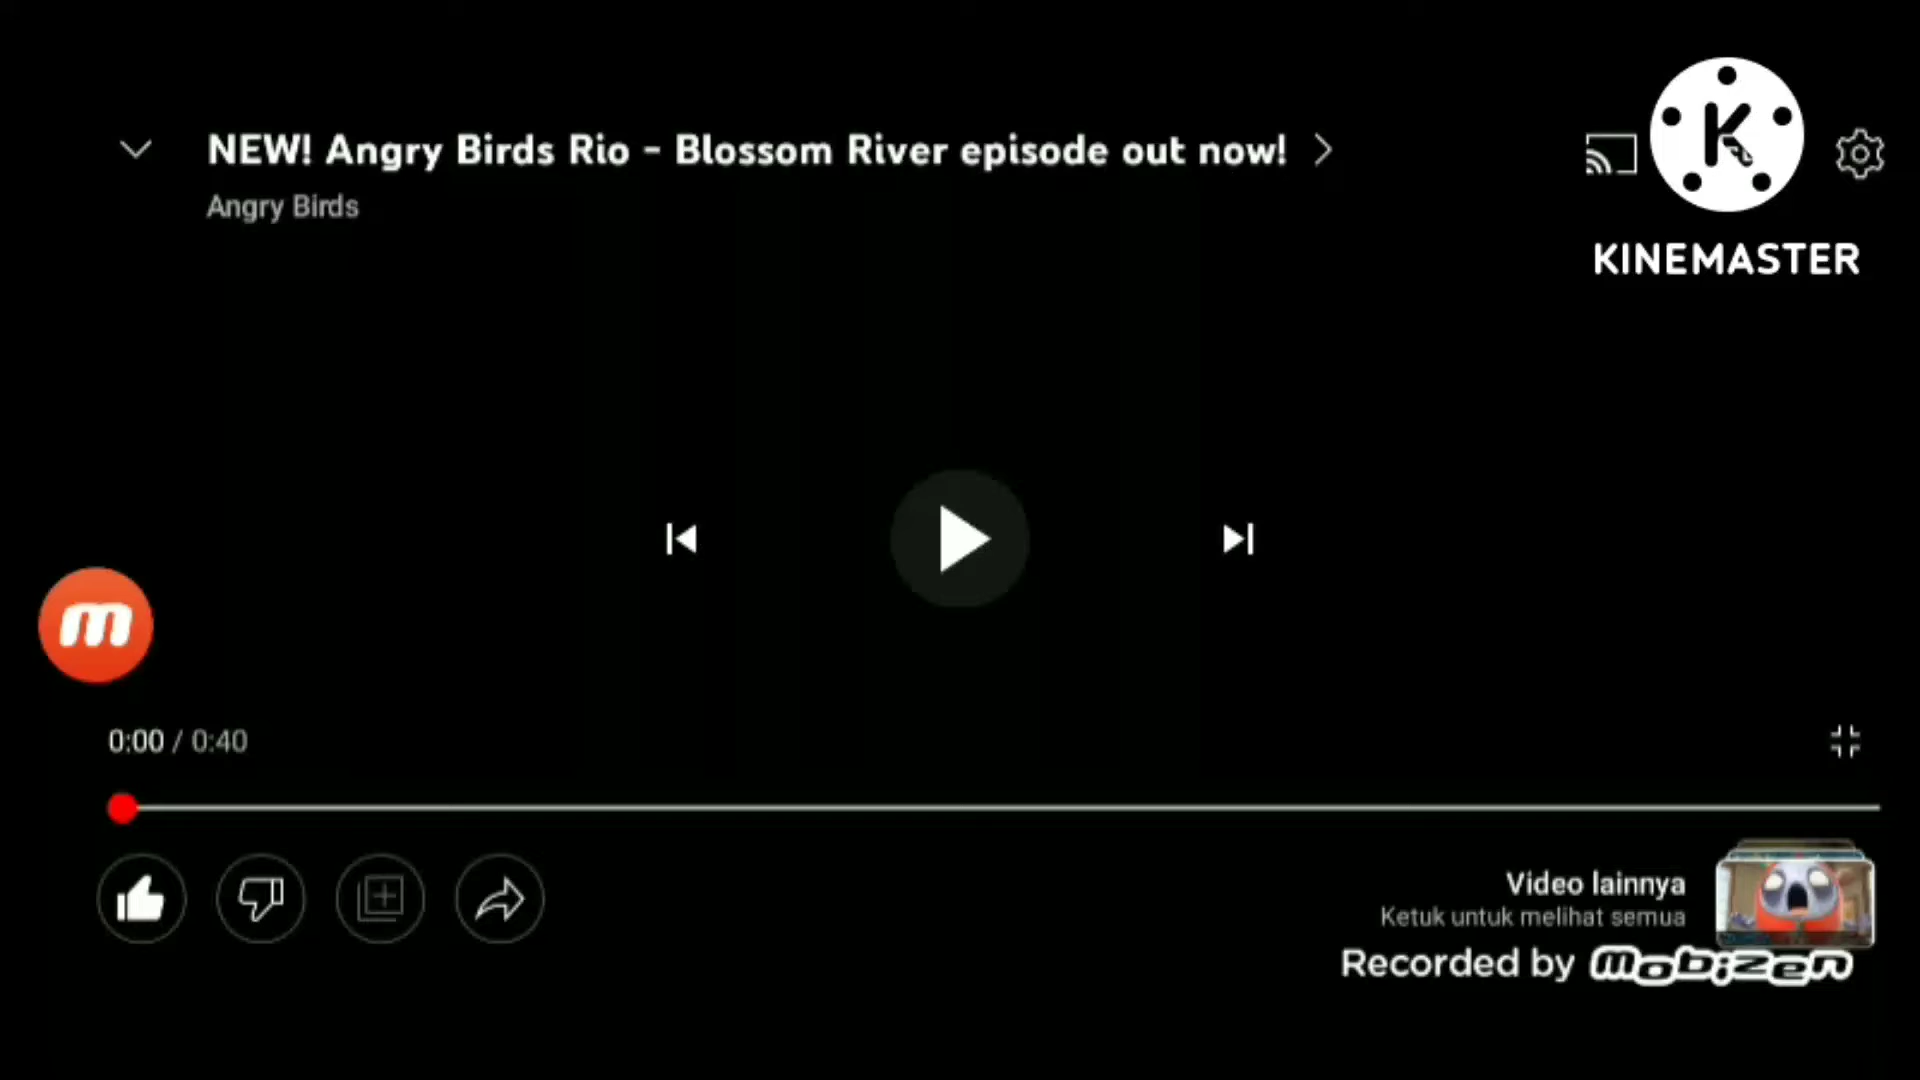 NEW! Angry Birds Rio - Blossom River episode out now!
Angry Birds
KINEMASTER
0:00 / 0:40
Video lainnya
Ketuk untuk melihat semua
Recorded by mobizen